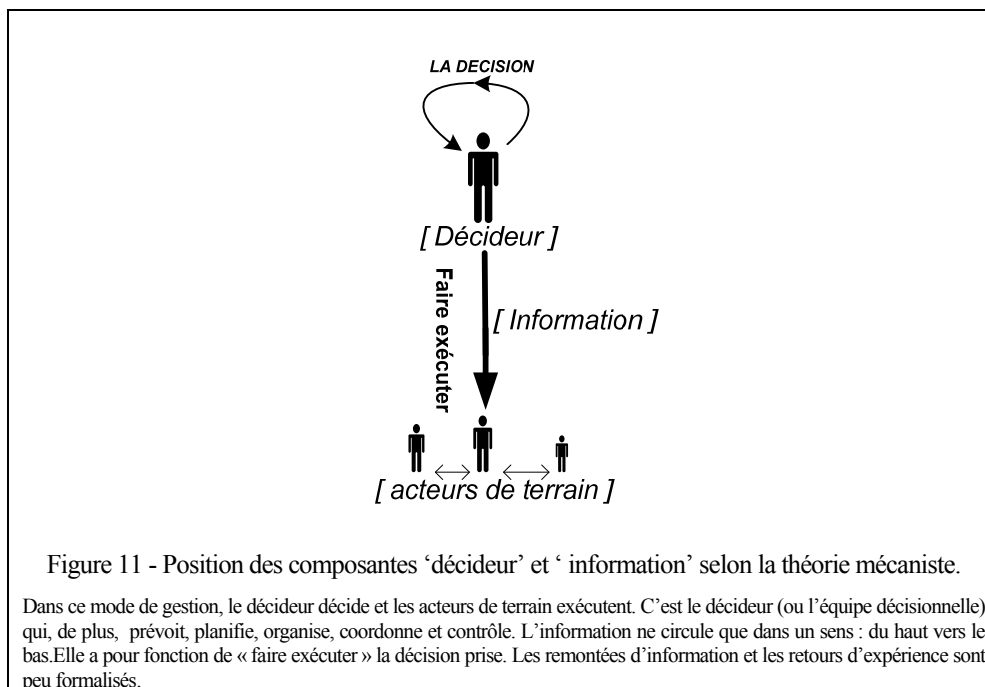 LA DECISION
[ Décideur ]
Faire exécuter
[ Information ]
[ acteurs de terrain ]
Figure 11 - Position des composantes ‘décideur’ et ‘ information’ selon la théorie mécaniste.
Dans ce mode de gestion, le décideur décide et les acteurs de terrain exécutent. C’est le décideur (ou l’équipe décisionnelle)
qui, de plus, prévoit, planifie, organise, coordonne et contrôle. L’information ne circule que dans un sens : du haut vers le
bas.Elle a pour fonction de « faire exécuter » la décision prise. Les remontées d’information et les retours d’expérience sont
peu formalisés.